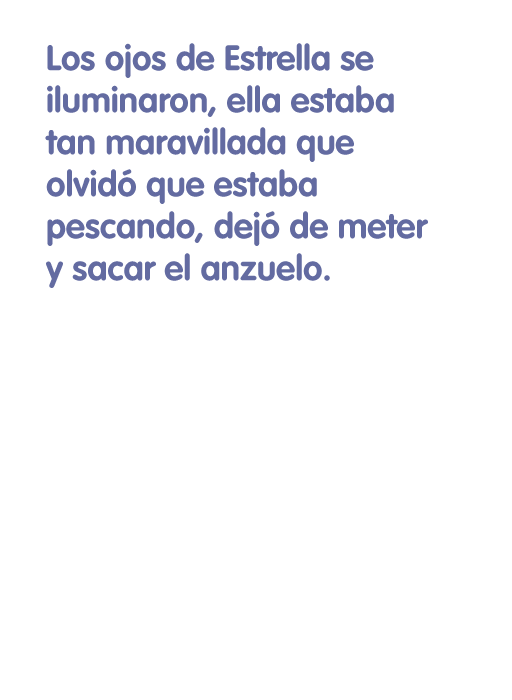 Los ojos de Estrella se
iluminaron, ella estaba
tan maravillada que
olvidó que estaba
pescando, dejó de meter
y sacar el anzuelo.